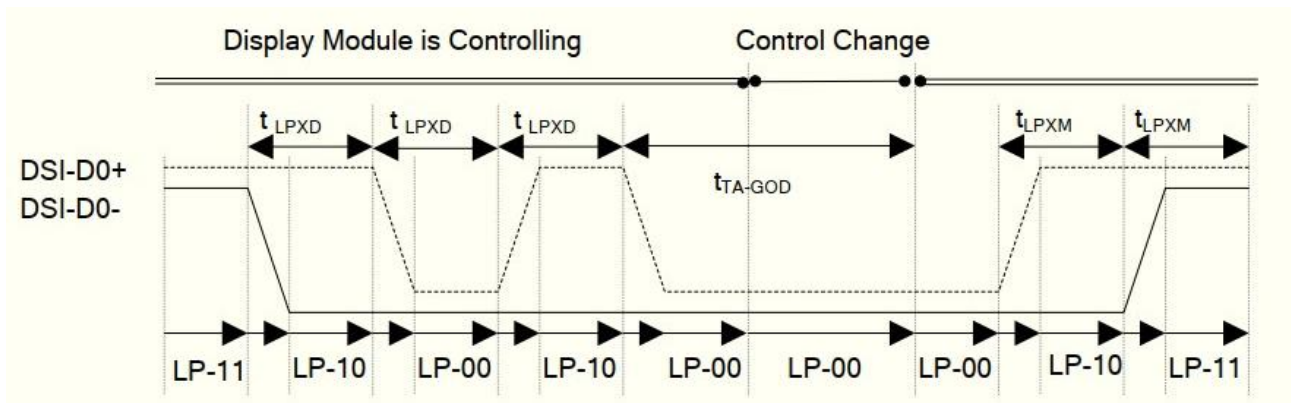 Display Module is Controlling Control Change
t LPXD t LPXD t LPXD tLPXM tLPXM
DSI-D0+
tTA-GOD
DSI-D0-
LP-11 LP-10 LP-00 LP-10 LP-00 LP-00 LP-00 LP-10 LP-11